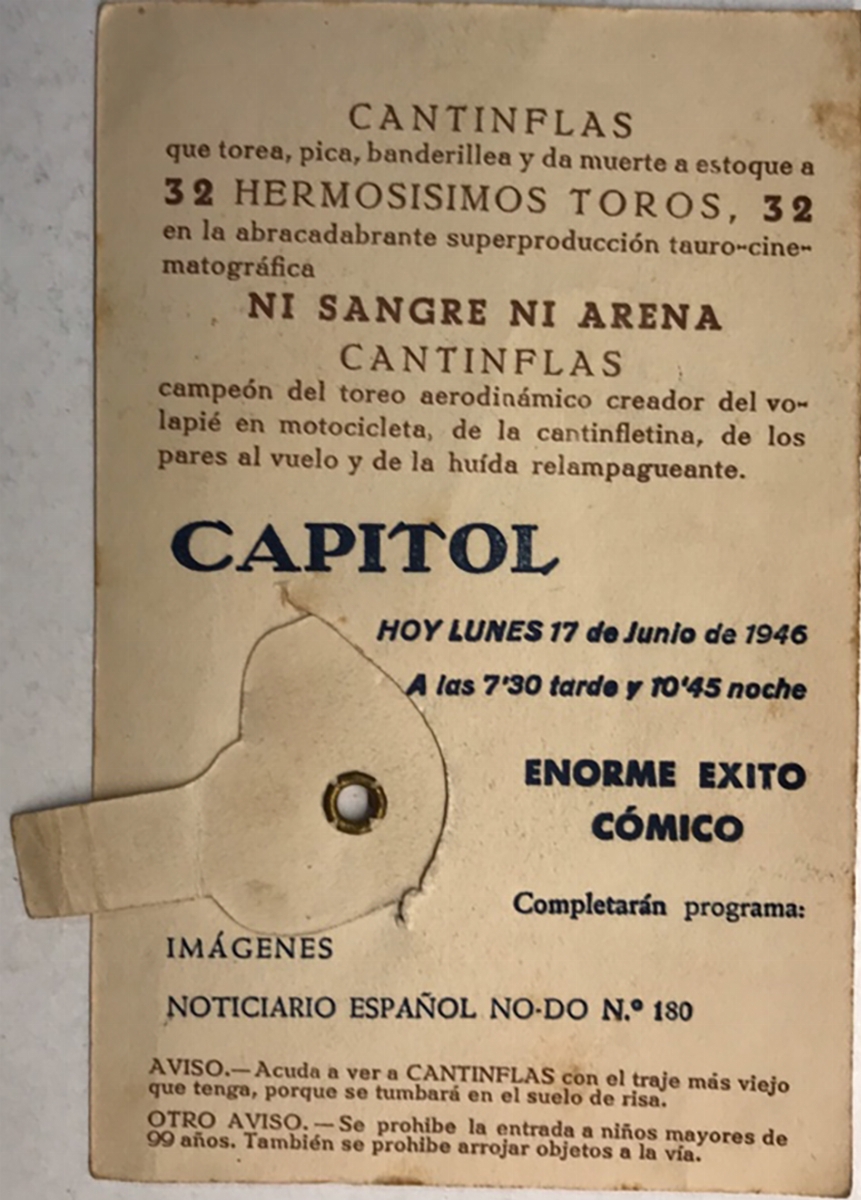 CANTINFLAS
que torea, pica, banderillea y da muerte a estoque a
32 HERMOSISIMOS TOROS, 32
en la abracadabrante superproducción tauro-cine-
matográfica
NI SANGRE NI ARENA
CANTINFLAS
campeón del toreo aerodinámico creador del vo-
lapié en motocicleta, de la cantinfletina, de los
pares al vuelo y de la huída relampagueante.
CAPITOL
HOY LUNES 17 de Junio de 1946
A las 7'30 tarde y 10'45 noche
ENORME EXITO
CÓMICO
Completarán programa:
IMÁGENES
NOTICIARIO ESPAÑOL NO-DO N.º 180
AVISO.—Acuda a ver a CANTINFLAS con el traje más viejo
que tenga, porque se tumbará en el suelo de risa.
OTRO AVISO.—Se prohibe la entrada a niños mayores de
99 años. También se prohibe arrojar objetos a la vía.